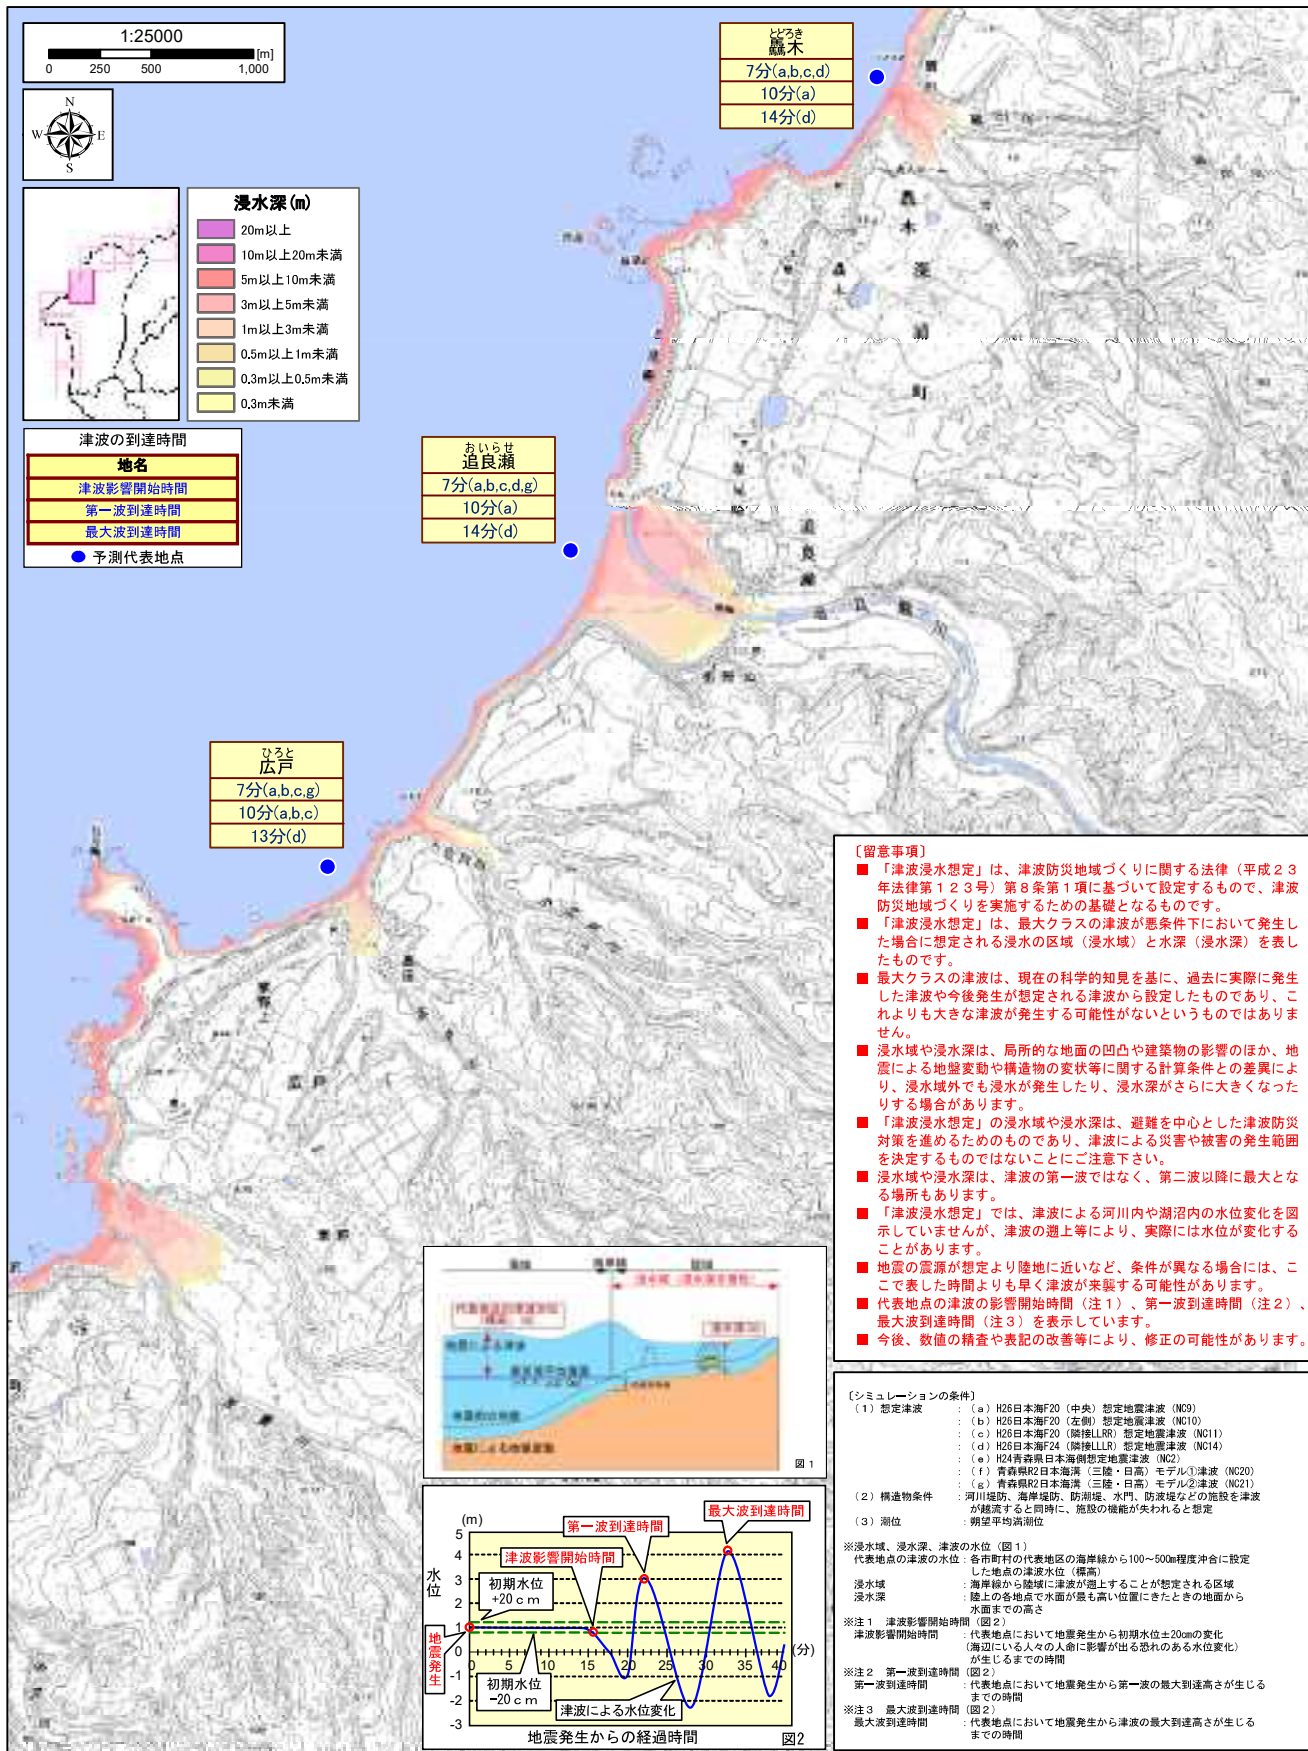 1:25000
[m]
0 250 500 1,000
N
W E
S
浸水深(m)
20m以上
10m以上20m未満
5m以上10m未満
3m以上5m未満
1m以上3m未満
0.5m以上1m未満
0.3m以上0.5m未満
0.3m未満
津波の到達時間
地名
津波影響開始時間
第一波到達時間
最大波到達時間
予測代表地点
とどろき
驫木
7分(a,b,c,d)
10分(a)
14分(d)
おいらせ
追良瀬
7分(a,b,c,d,g)
10分(a)
14分(d)
ひろと
広戸
7分(a,b,c,g)
10分(a,b,c)
13分(d)
驫木
町
追良瀬
広戸
〔留意事項〕
■ 「津波浸水想定」は、津波防災地域づくりに関する法律（平成２３
年法律第１２３号）第８条第１項に基づいて設定するもので、津波
防災地域づくりを実施するための基礎となるものです。
■ 「津波浸水想定」は、最大クラスの津波が悪条件下において発生し
た場合に想定される浸水の区域（浸水域）と水深（浸水深）を表し
たものです。
■ 最大クラスの津波は、現在の科学的知見を基に、過去に実際に発生
した津波や今後発生が想定される津波から設定したものであり、こ
れよりも大きな津波が発生する可能性がないというものではありま
せん。
■ 浸水域や浸水深は、局所的な地面の凹凸や建築物の影響のほか、地
震による地盤変動や構造物の変状等に関する計算条件との差異によ
り、浸水域外でも浸水が発生したり、浸水深がさらに大きくなった
りする場合があります。
■ 「津波浸水想定」の浸水域や浸水深は、避難を中心とした津波防災
対策を進めるためのものであり、津波による災害や被害の発生範囲
を決定するものではないことにご注意下さい。
■ 浸水域や浸水深は、津波の第一波ではなく、第二波以降に最大とな
る場所もあります。
■ 「津波浸水想定」では、津波による河川内や湖沼内の水位変化を図
示していませんが、津波の遡上等により、実際には水位が変化する
ことがあります。
■ 地震の震源が想定より陸地に近いなど、条件が異なる場合には、こ
こで表した時間よりも早く津波が来襲する可能性があります。
■ 代表地点の津波の影響開始時間（注１）、第一波到達時間（注２）、
最大波到達時間（注３）を表示しています。
■ 今後、数値の精査や表記の改善等により、修正の可能性があります。
図１
(m)
水位
5
4
3
2
1
0
-1
-2
-3
0 5 10 15 20 25 30 35 40
(分)
最大波到達時間
第一波到達時間
津波影響開始時間
初期水位
+20ｃｍ
地震発生
初期水位
-20ｃｍ
津波による水位変化
地震発生からの経過時間
図2
〔シミュレーションの条件〕
（１）想定津波 ：（ａ）H26日本海F20（中央）想定地震津波（NC9）
：（ｂ）H26日本海F20（左側）想定地震津波（NC10）
：（ｃ）H26日本海F20（隣接LLRR）想定地震津波（NC11）
：（ｄ）H26日本海F24（隣接LLLR）想定地震津波（NC14）
：（ｅ）H24青森県日本海側想定地震津波（NC2）
：（ｆ）青森県R2日本海溝（三陸・日高）モデル①津波（NC20）
：（ｇ）青森県R2日本海溝（三陸・日高）モデル②津波（NC21）
（２）構造物条件 ：河川堤防、海岸堤防、防潮堤、水門、防波堤などの施設を津波
が越流すると同時に、施設の機能が失われると想定
（３）潮位 ：朔望平均満潮位
※浸水域、浸水深、津波の水位（図１）
代表地点の津波の水位：各市町村の代表地区の海岸線から100～500m程度沖合に設定
した地点の津波水位（標高）
浸水域 ：海岸線から陸域に津波が遡上することが想定される区域
浸水深 ：陸上の各地点で水面が最も高い位置にきたときの地面から
水面までの高さ
※注１ 津波影響開始時間（図２）
津波影響開始時間 ：代表地点において地震発生から初期水位±20cmの変化
（海辺にいる人々の人命に影響が出る恐れのある水位変化）
が生じるまでの時間
※注２ 第一波到達時間（図２）
第一波到達時間 ：代表地点において地震発生から第一波の最大到達高さが生じる
までの時間
※注３ 最大波到達時間（図２）
最大波到達時間 ：代表地点において地震発生から津波の最大到達高さが生じる
までの時間